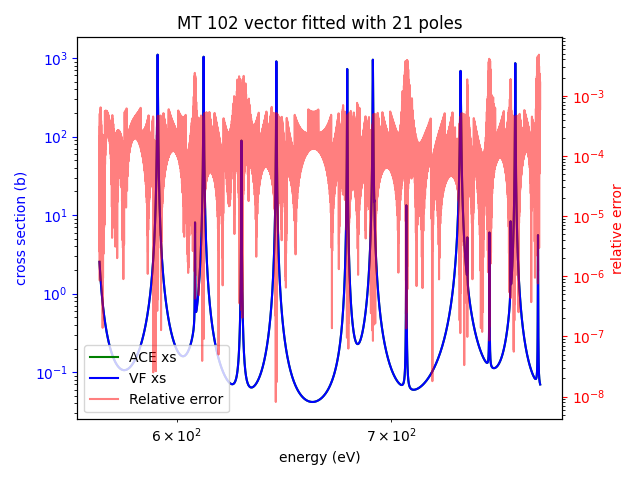 MT 102 vector fitted with 21 poles
cross section (b)
10³
10²
10¹
10⁰
10⁻¹
10⁻³
10⁻⁴
10⁻⁵
10⁻⁶
10⁻⁷
10⁻⁸
relative error
ACE xs
VF xs
Relative error
6 × 10²
7 × 10²
energy (eV)